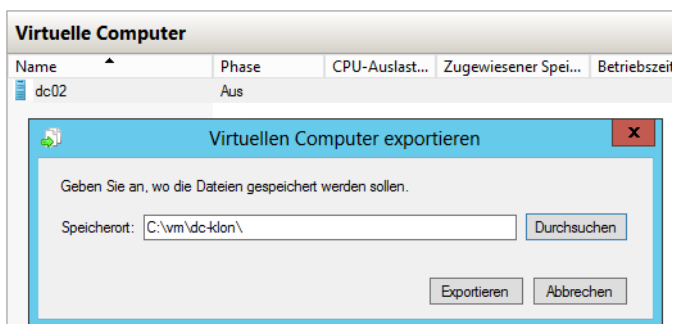 Virtuelle Computer
Name Phase CPU-Auslast... Zugewiesener Spei... Betriebszeit
dc02 Aus
Virtuellen Computer exportieren
x
Geben Sie an, wo die Dateien gespeichert werden sollen.
Speicherort: C:\vm\dc-klon\ Durchsuchen
Exportieren Abbrechen